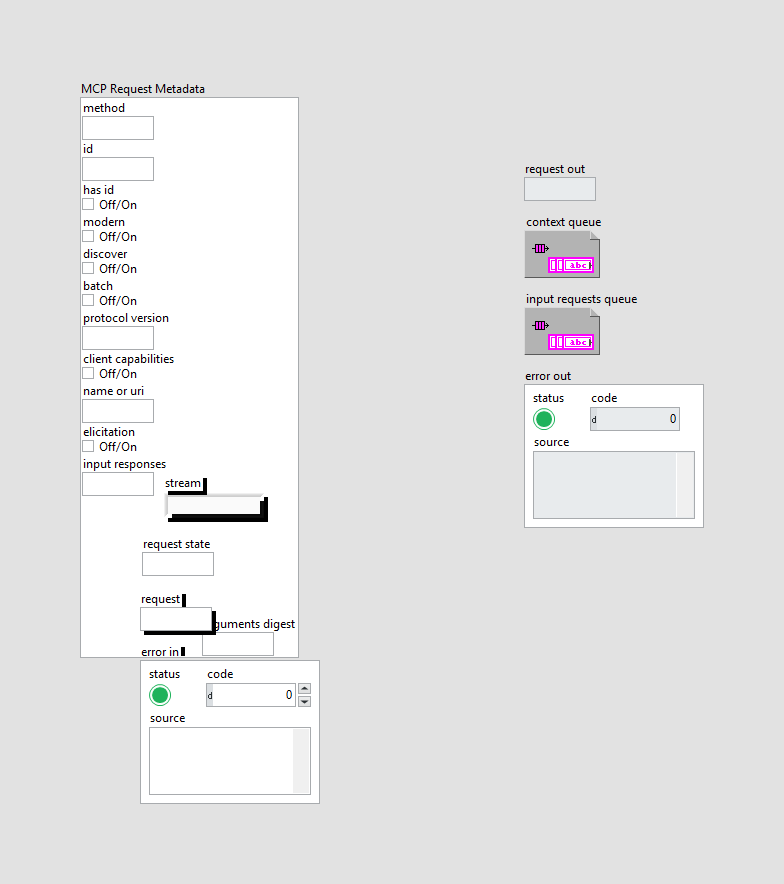 MCP Request Metadata
method
id
has id
Off/On
modern
Off/On
discover
Off/On
batch
Off/On
protocol version
client capabilities
Off/On
name or uri
elicitation
Off/On
input responses
stream
request state
request
guments digest
error in
status code
d 0
source
request out
context queue
abc
input requests queue
abc
error out
status code
d 0
source